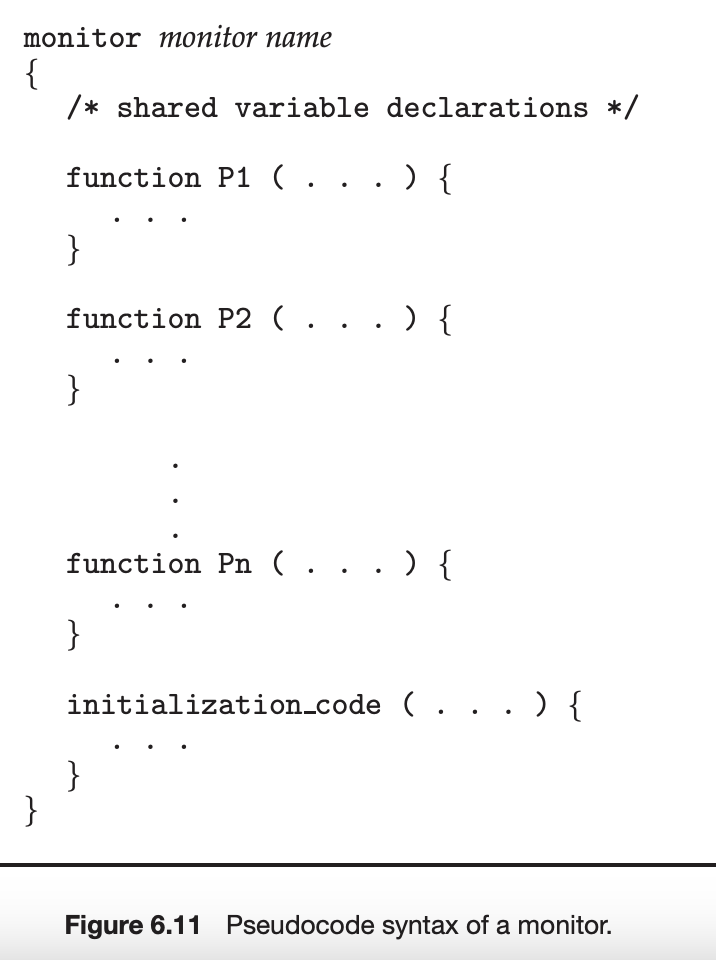 monitor monitor name
{
/* shared variable declarations */
function P1 ( . . . ) {
. . .
}
function P2 ( . . . ) {
. . .
}
.
.
.
function Pn ( . . . ) {
. . .
}
initialization_code ( . . . ) {
. . .
}
}
Figure 6.11 Pseudocode syntax of a monitor.